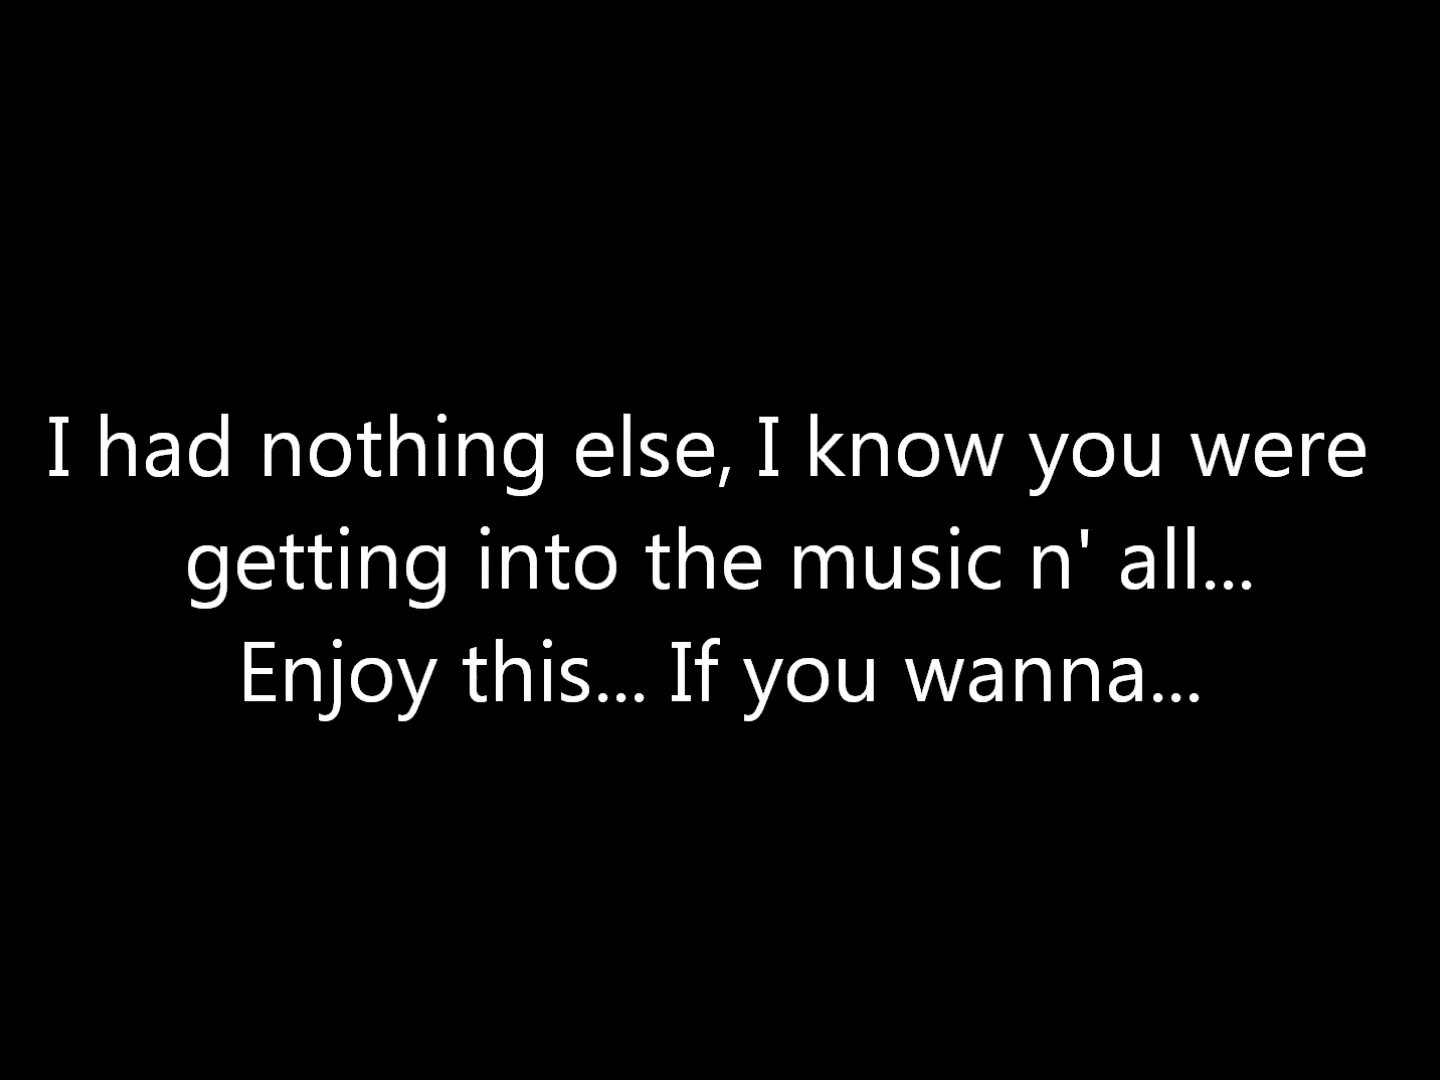 I had nothing else, I know you were
getting into the music n' all...
Enjoy this... If you wanna...